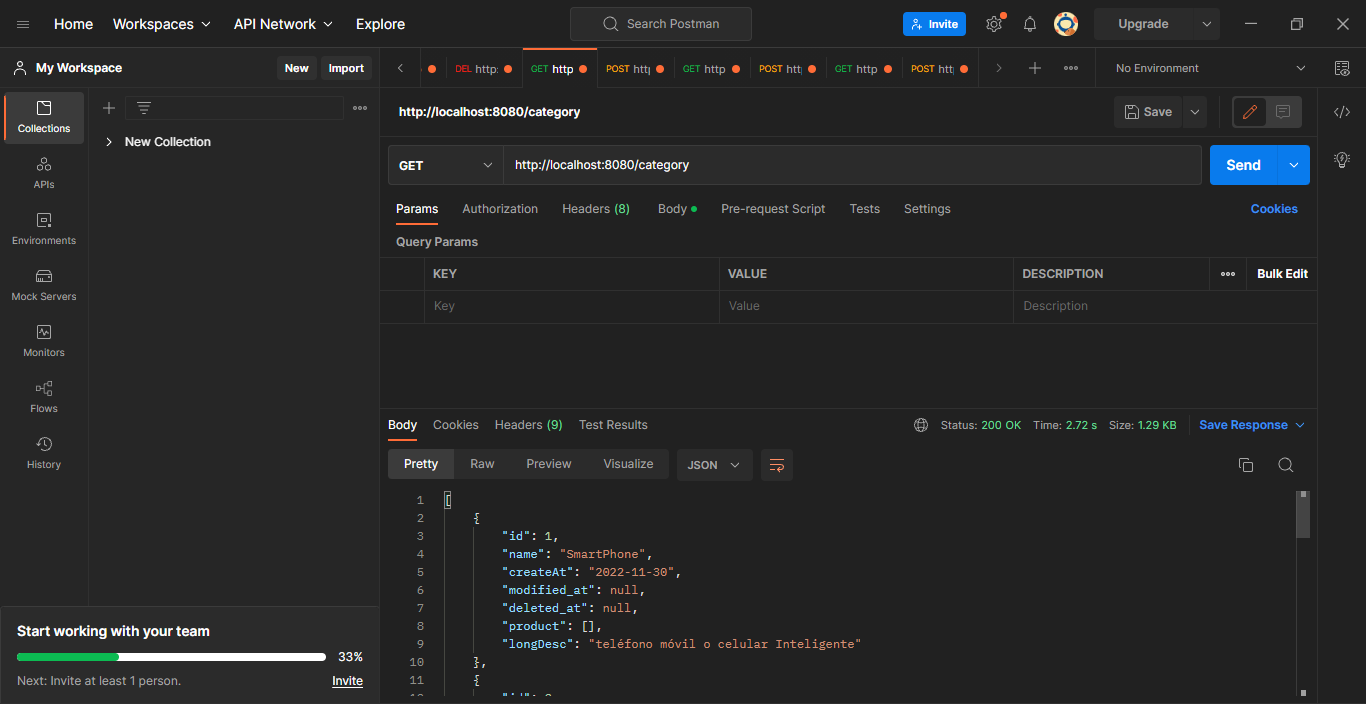 Home Workspaces API Network Explore Search Postman Invite Upgrade
My Workspace New Import DEL http: GET http POST http GET http POST htt GET http POST htt No Environment
Collections
APIs
Environments
Mock Servers
Monitors
Flows
History
New Collection
Start working with your team
33%
Next: Invite at least 1 person. Invite
http://localhost:8080/category Save
GET http://localhost:8080/category Send
Params Authorization Headers (8) Body Pre-request Script Tests Settings Cookies
Query Params
KEY VALUE DESCRIPTION Bulk Edit
Key Value Description
Body Cookies Headers (9) Test Results Status: 200 OK Time: 2.72 s Size: 1.29 KB Save Response
Pretty Raw Preview Visualize JSON
1 [
2 {
3 "id": 1,
4 "name": "SmartPhone",
5 "createAt": "2022-11-30",
6 "modified_at": null,
7 "deleted_at": null,
8 "product": [],
9 "longDesc": "teléfono móvil o celular Inteligente"
10 },
11 {